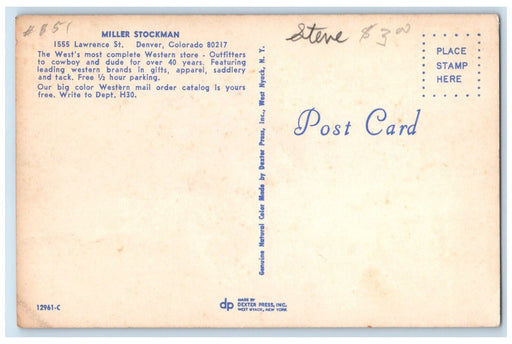 #851
Steve $3.00
MILLER STOCKMAN
1555 Lawrence St. Denver, Colorado 80217
The West's most complete Western store - Outfitters
to cowboy and dude for over 40 years. Featuring
leading western brands in gifts, apparel, saddlery
and tack. Free ½ hour parking.
Our big color Western mail order catalog is yours
free. Write to Dept. H30.
PLACE
STAMP
HERE
Genuine Natural Color Made by Dexter Press, Inc., West Nyack, N. Y.
Post Card
12961-C
dp
MADE BY
DEXTER PRESS, INC.
WEST NYACK, NEW YORK